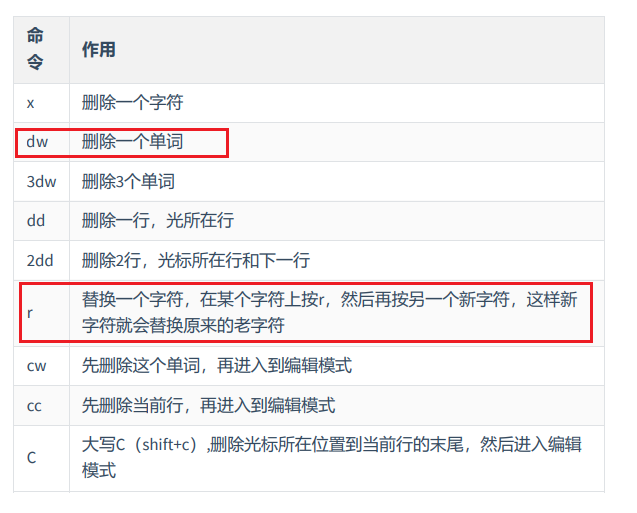 命
令
作用
x 删除一个字符
dw 删除一个单词
3dw 删除3个单词
dd 删除一行，光所在行
2dd 删除2行，光标所在行和下一行
r
替换一个字符，在某个字符上按r，然后再按另一个新字符，这样新
字符就会替换原来的老字符
cw 先删除这个单词，再进入到编辑模式
cc 先删除当前行，再进入到编辑模式
C
大写C（shift+c）,删除光标所在位置到当前行的末尾，然后进入编辑
模式